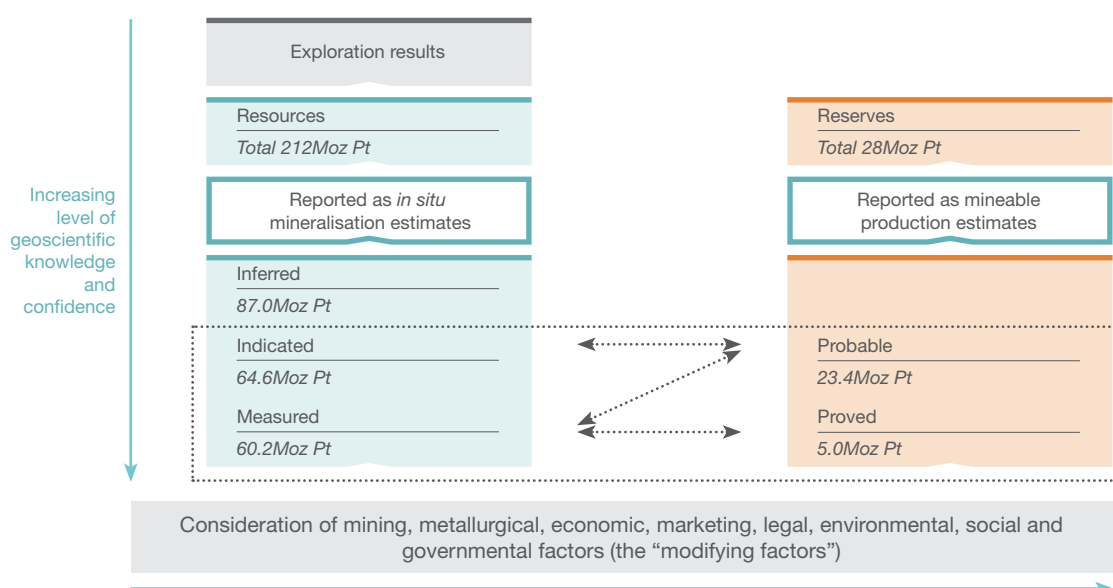 Exploration results
Resources
Total 212Moz Pt
Reserves
Total 28Moz Pt
Increasing
level of
geoscientific
knowledge
and
confidence
Reported as in situ
mineralisation estimates
Reported as mineable
production estimates
Inferred
87.0Moz Pt
Indicated
64.6Moz Pt
Measured
60.2Moz Pt
Probable
23.4Moz Pt
Proved
5.0Moz Pt
Consideration of mining, metallurgical, economic, marketing, legal, environmental, social and
governmental factors (the “modifying factors”)